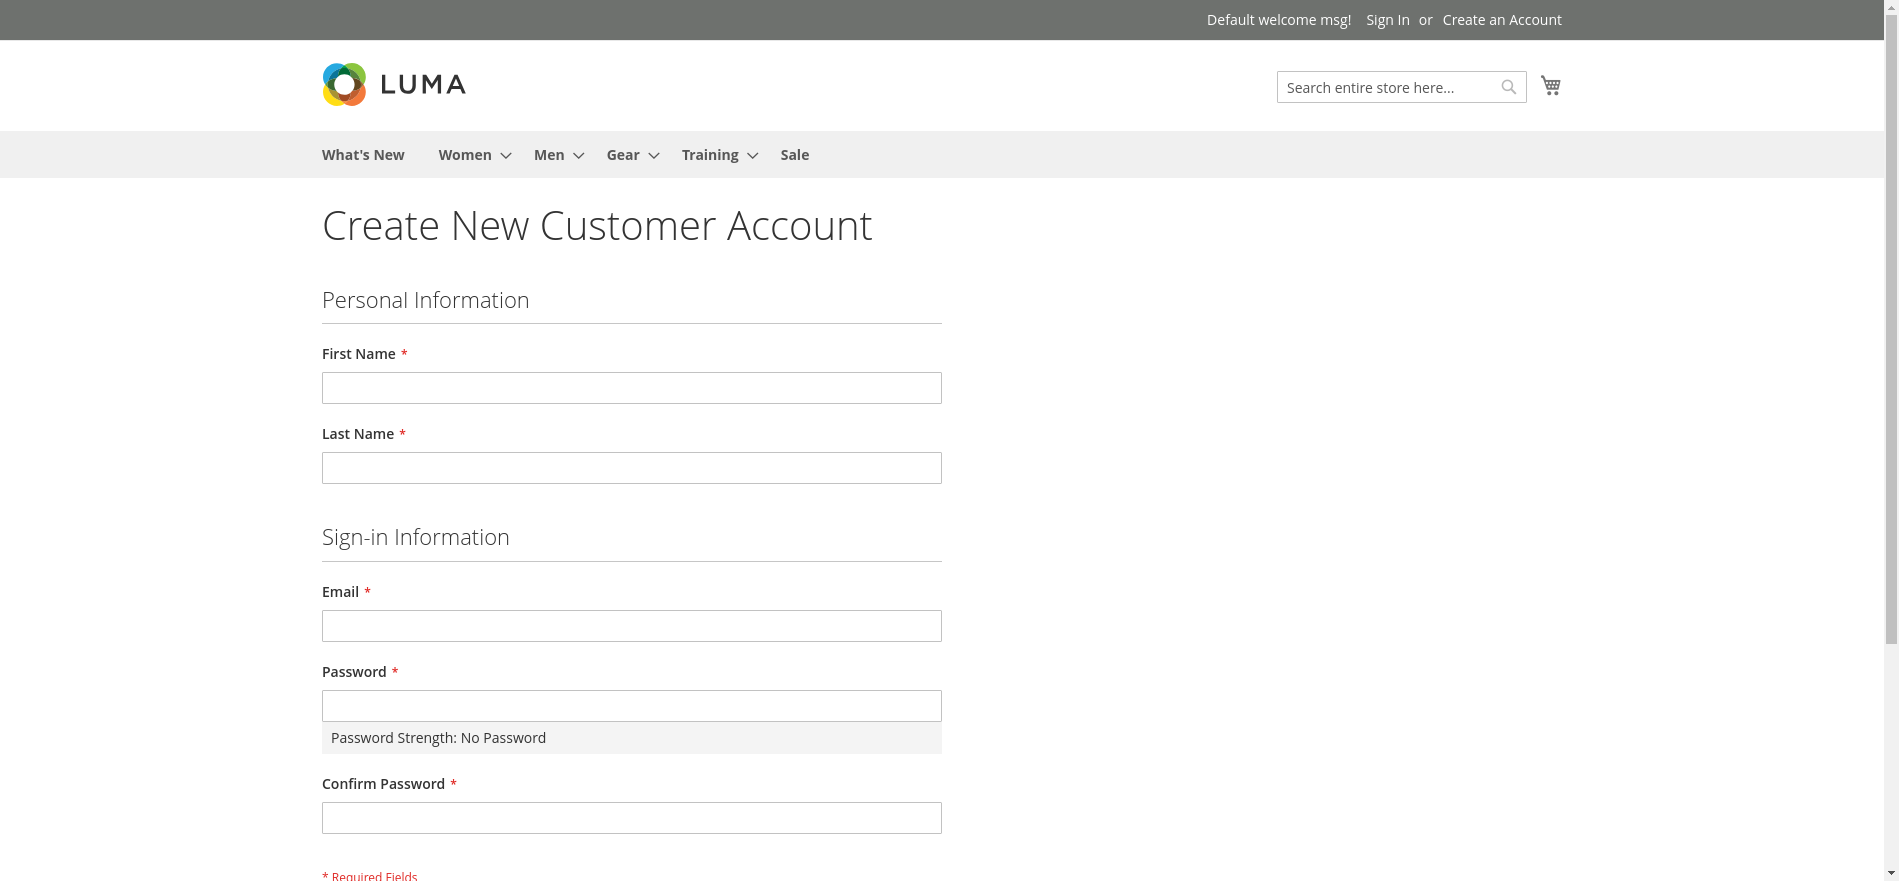 Default welcome msg! Sign In or Create an Account
LUMA
Search entire store here...
What's New Women Men Gear Training Sale
Create New Customer Account
Personal Information
First Name *
Last Name *
Sign-in Information
Email *
Password *
Password Strength: No Password
Confirm Password *
* Required Fields